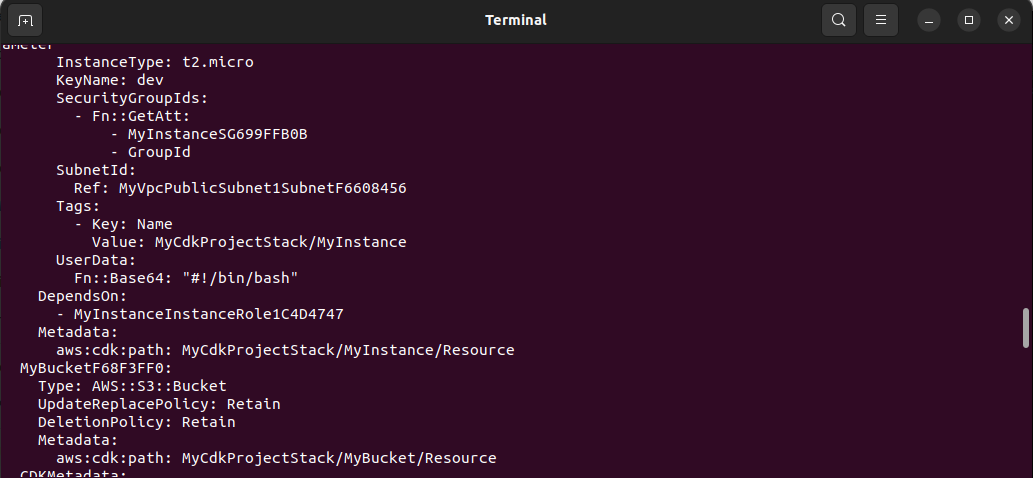 Terminal
ameter
      InstanceType: t2.micro
      KeyName: dev
      SecurityGroupIds:
        - Fn::GetAtt:
            - MyInstanceSG699FFB0B
            - GroupId
      SubnetId:
        Ref: MyVpcPublicSubnet1SubnetF6608456
      Tags:
        - Key: Name
          Value: MyCdkProjectStack/MyInstance
      UserData:
        Fn::Base64: "#!/bin/bash"
    DependsOn:
      - MyInstanceInstanceRole1C4D4747
    Metadata:
      aws:cdk:path: MyCdkProjectStack/MyInstance/Resource
  MyBucketF68F3FF0:
    Type: AWS::S3::Bucket
    UpdateReplacePolicy: Retain
    DeletionPolicy: Retain
    Metadata:
      aws:cdk:path: MyCdkProjectStack/MyBucket/Resource
  CDKMetadata: